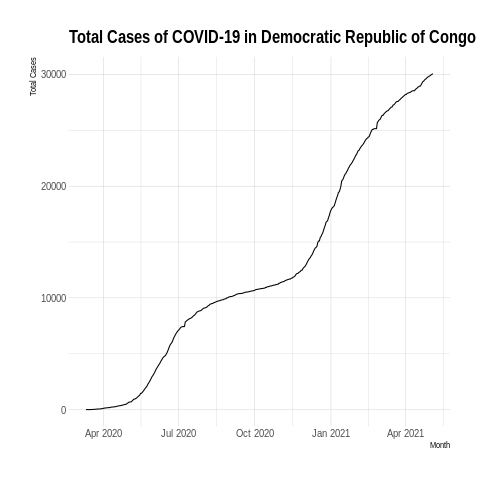 Total Cases of COVID-19 in Democratic Republic of Congo
Total Cases
30000
20000
10000
0
Apr 2020 Jul 2020 Oct 2020 Jan 2021 Apr 2021
Month